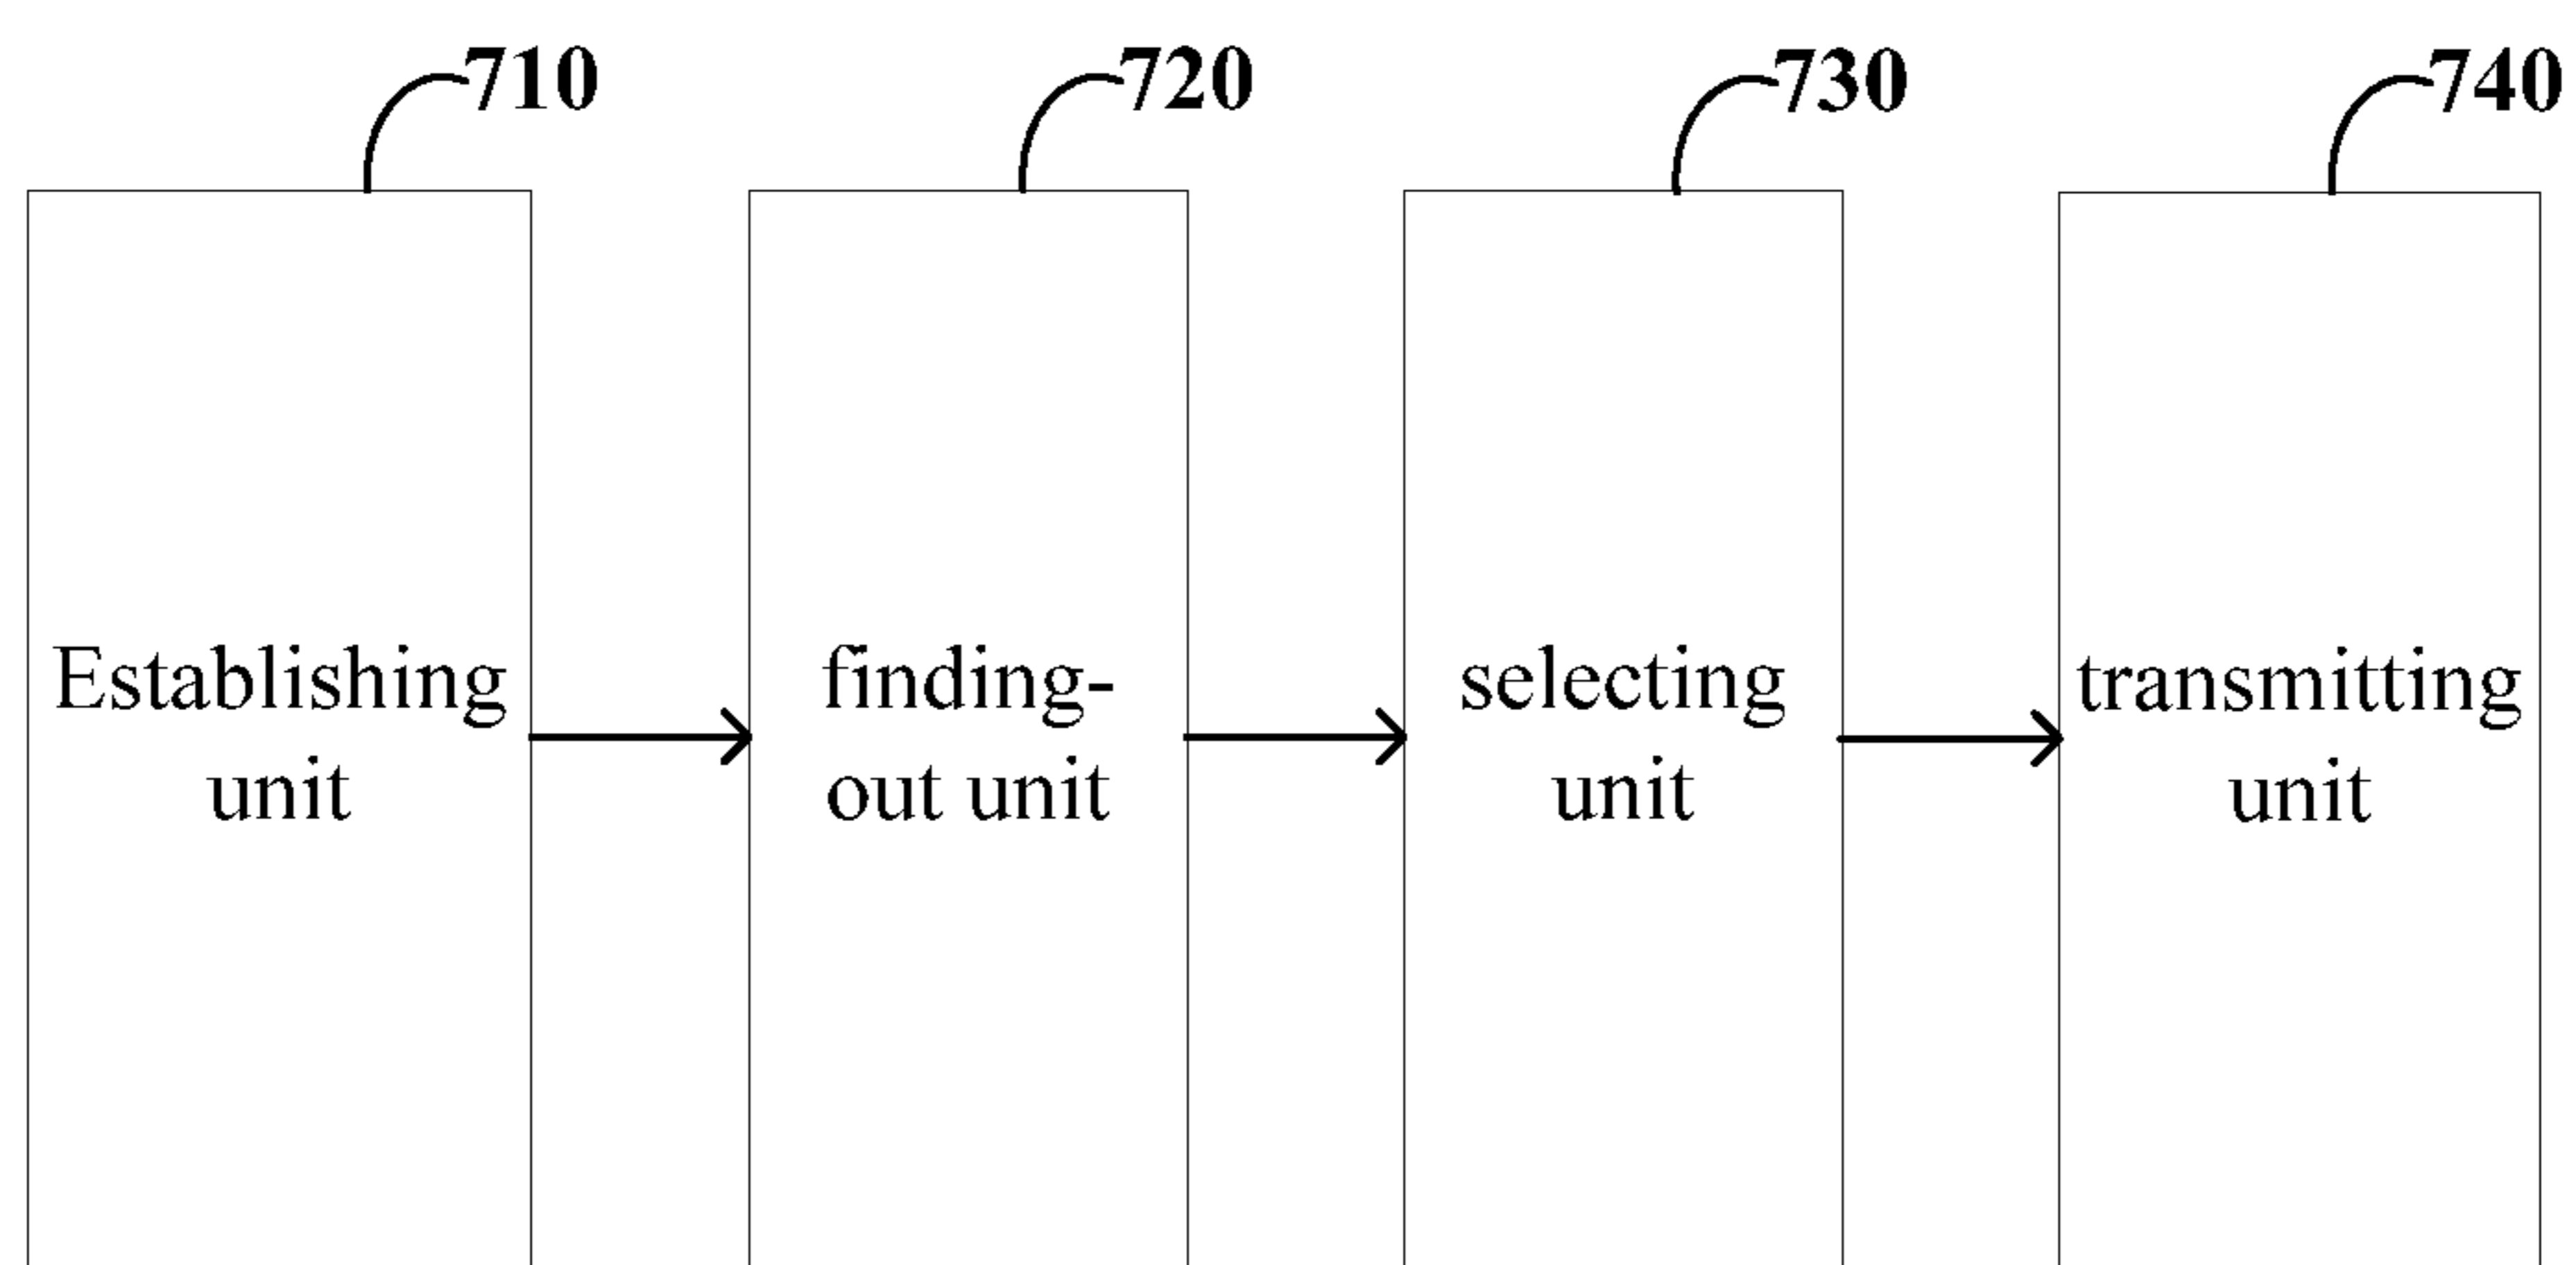 710
720
730
740
Establishing
unit
finding-
out unit
selecting
unit
transmitting
unit